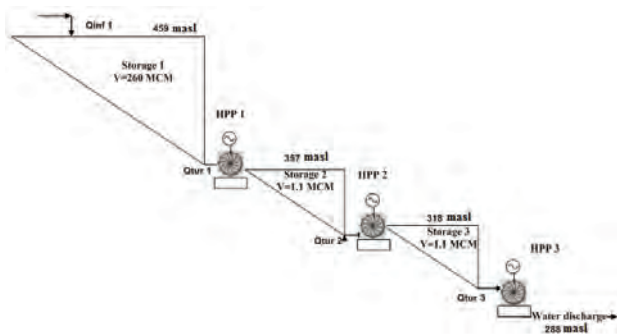 Qinf 1
459 masl
Storage 1
V=260 MCM
HPP 1
Qtur 1
357 masl
Storage 2
V=1.1 MCM
HPP 2
Qtur 2
318 masl
Storage 3
V=1.1 MCM
HPP 3
Qtur 3
Water discharge
288 masl